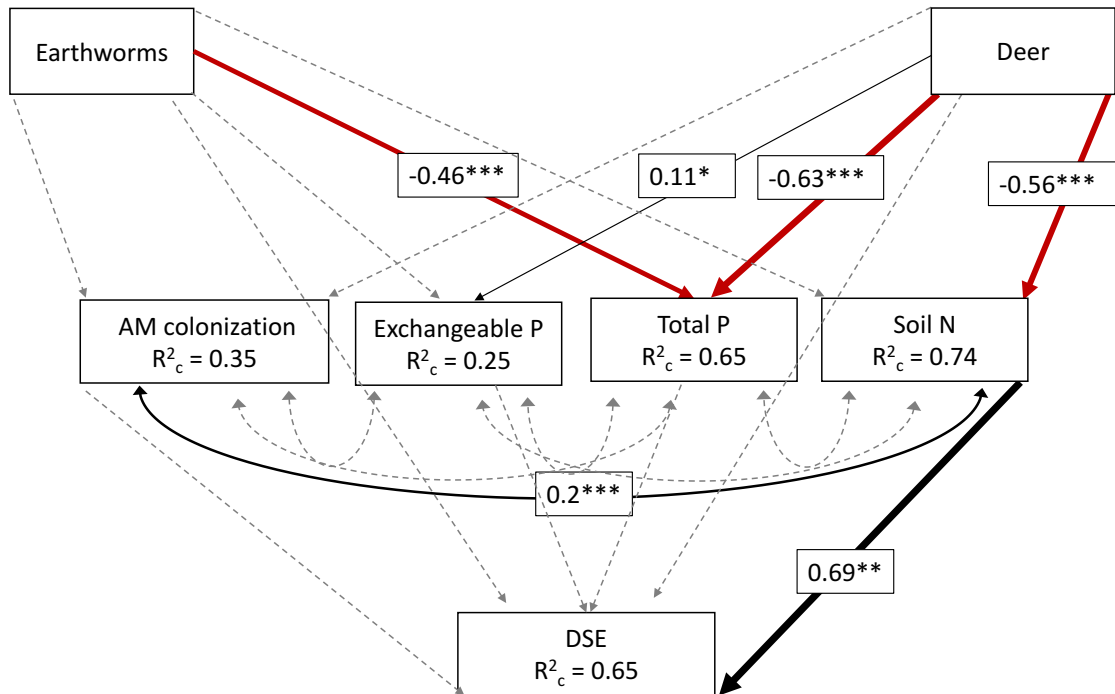 Earthworms
Deer
-0.46***
0.11*
-0.63***
-0.56***
AM colonization
R²c = 0.35
Exchangeable P
R²c = 0.25
Total P
R²c = 0.65
Soil N
R²c = 0.74
0.2***
0.69**
DSE
R²c = 0.65